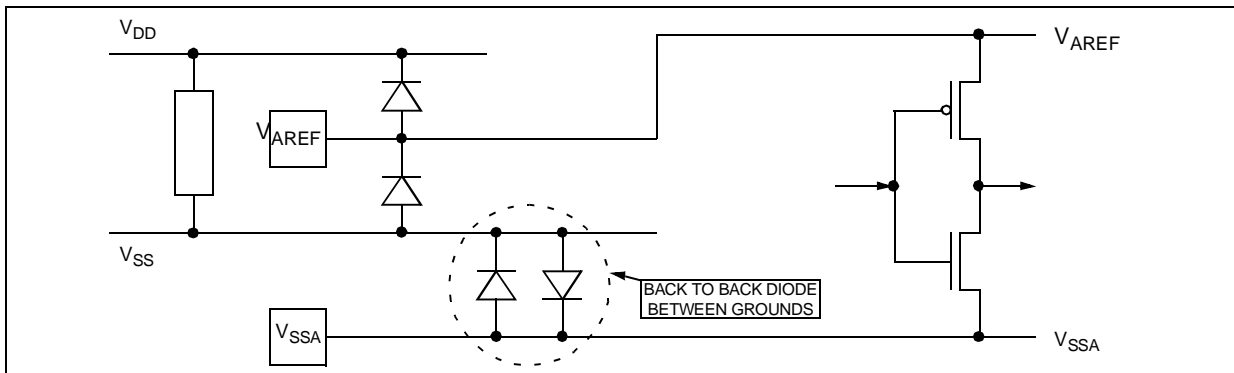 VDD
VAREF
VAREF
VSS
BACK TO BACK DIODE
BETWEEN GROUNDS
VSSA
VSSA